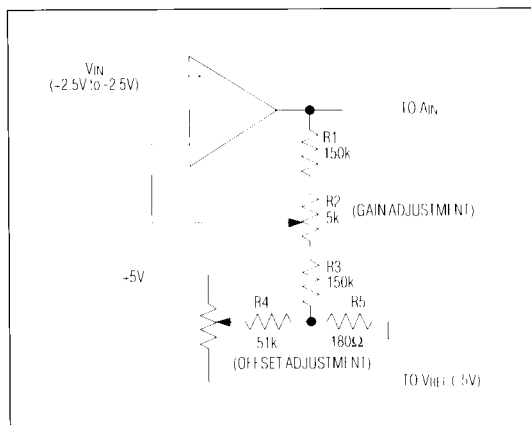 VIN
(+2.5V to -2.5V)
TO AIN
R1
150k
R2
5k
(GAIN ADJUSTMENT)
R3
150k
+5V
R4
51k
R5
180Ω
(OFFSET ADJUSTMENT)
TO VREF (-5V)